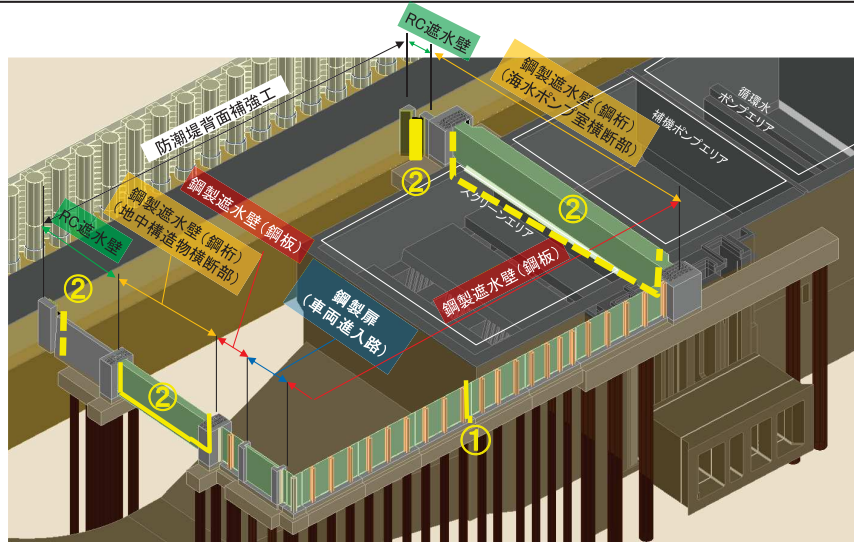 RC遮水壁
鋼製遮水壁(鋼桁)
(海水ポンプ室横断部)
循環水
ポンプエリア
補機ポンプエリア
防潮堤背面補強工
②
鋼製遮水壁(鋼板)
鋼製遮水壁(鋼桁)
(地中構造物横断部)
RC遮水壁
②
スクリーンエリア
鋼製遮水壁(鋼板)
鋼製扉
(車両進入路)
②
②
①